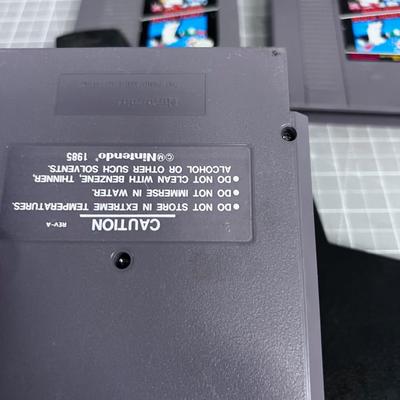 CAUTION
REV-A
● DO NOT STORE IN EXTREME TEMPERATURES.
● DO NOT IMMERSE IN WATER.
● DO NOT CLEAN WITH BENZENE, THINNER,
ALCOHOL OR OTHER SUCH SOLVENTS.
©Ⓜ Nintendo® 1985
Nintendo®